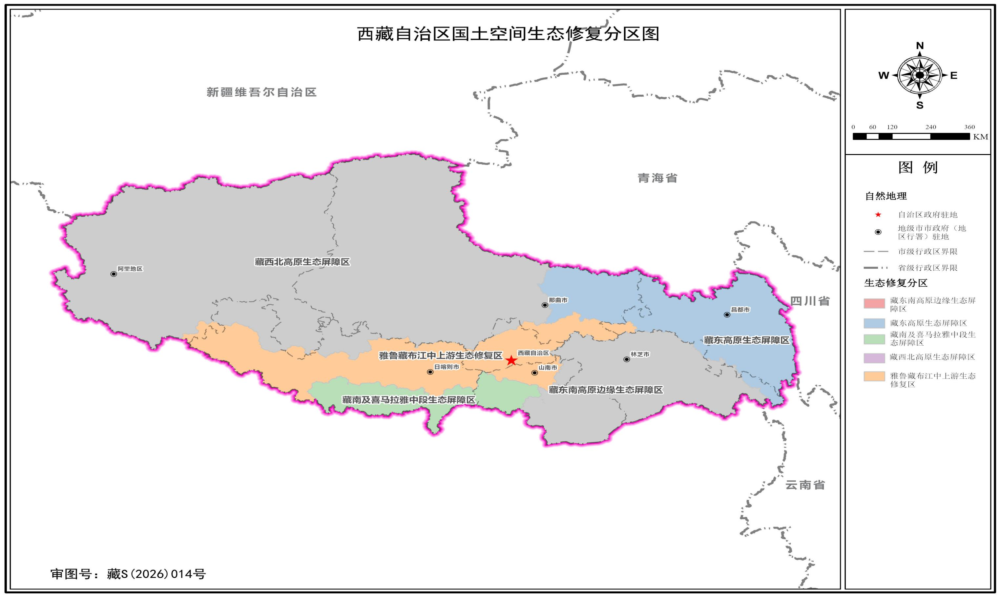 西藏自治区国土空间生态修复分区图
新疆维吾尔自治区
青海省
四川省
云南省
藏西北高原生态屏障区
阿里地区
那曲市
昌都市
藏东高原生态屏障区
雅鲁藏布江中上游生态修复区
西藏自治区
林芝市
日喀则市
山南市
藏东南高原边缘生态屏障区
藏南及喜马拉雅中段生态屏障区
审图号：藏S(2026)014号
N
W
E
S
0 60 120 240 360
KM
图 例
自然地理
自治区政府驻地
地级市市政府（地
区行署）驻地
市级行政区界限
省级行政区界限
生态修复分区
藏东南高原边缘生态屏
障区
藏东高原生态屏障区
藏南及喜马拉雅中段生
态屏障区
藏西北高原生态屏障区
雅鲁藏布江中上游生态
修复区